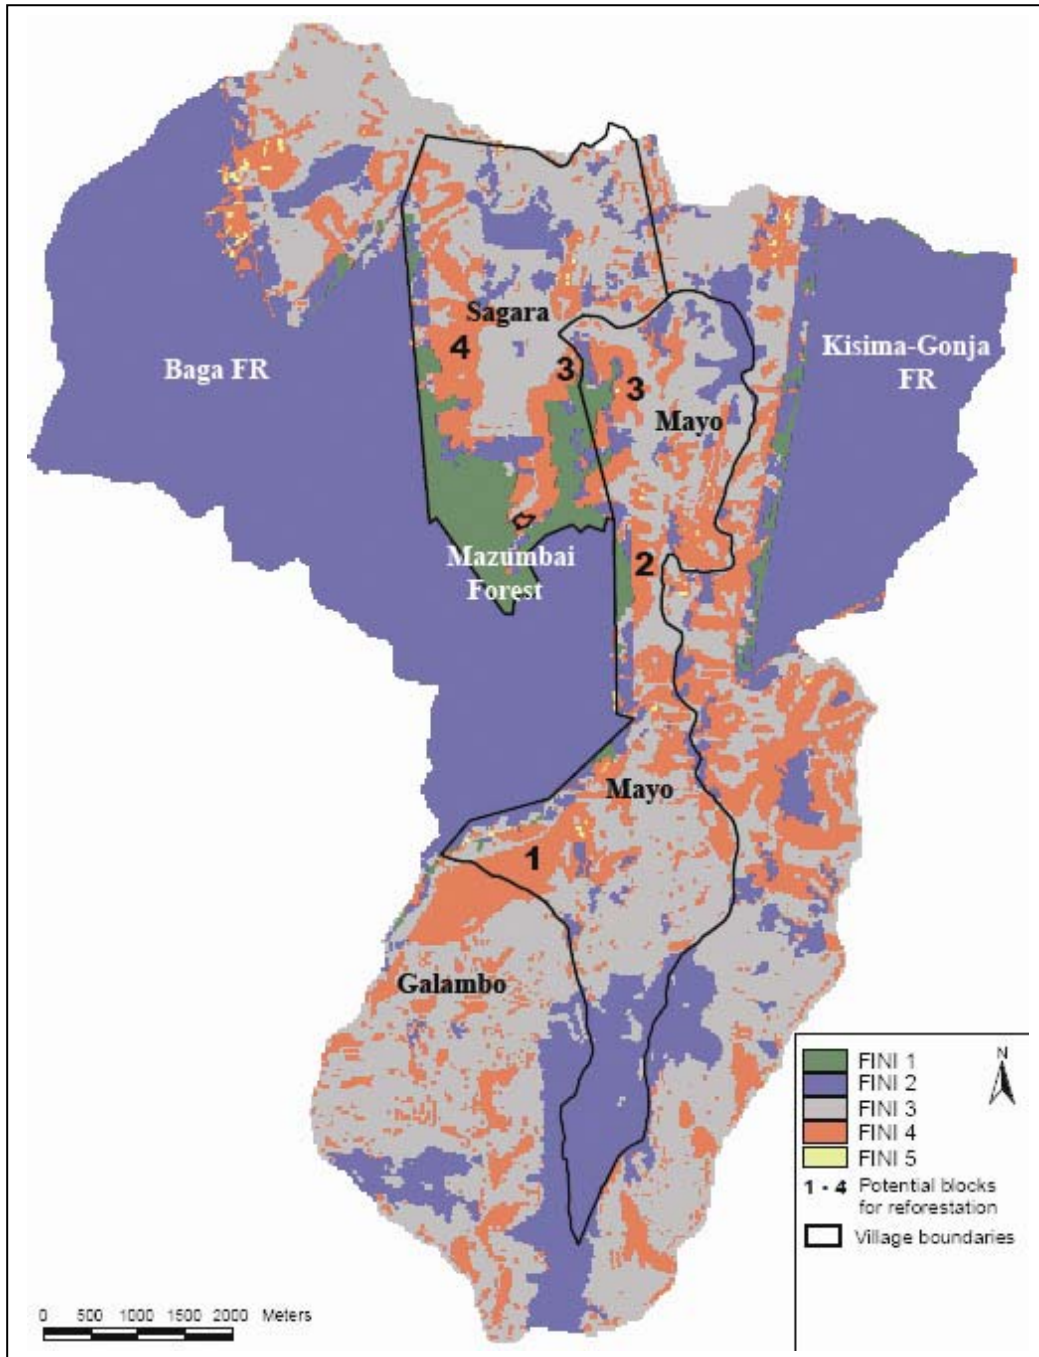 Sagara
4
3
3
Baga FR
Kisima-Gonja
FR
Mayo
Mazumbai
Forest
2
Mayo
1
Galambo
FINI 1
FINI 2
FINI 3
FINI 4
FINI 5
1 - 4 Potential blocks
for reforestation
Village boundaries
N
0 500 1000 1500 2000 Meters